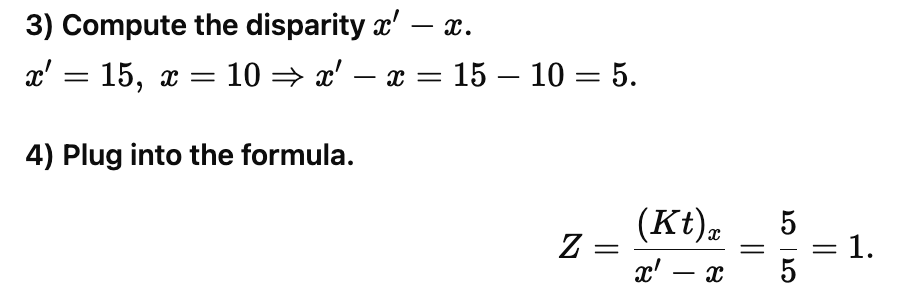 3) Compute the disparity x′ − x.
x′ = 15, x = 10 ⇒ x′ − x = 15 − 10 = 5.
4) Plug into the formula.
Z = (Kt)ₓ / (x′ − x) = 5/5 = 1.